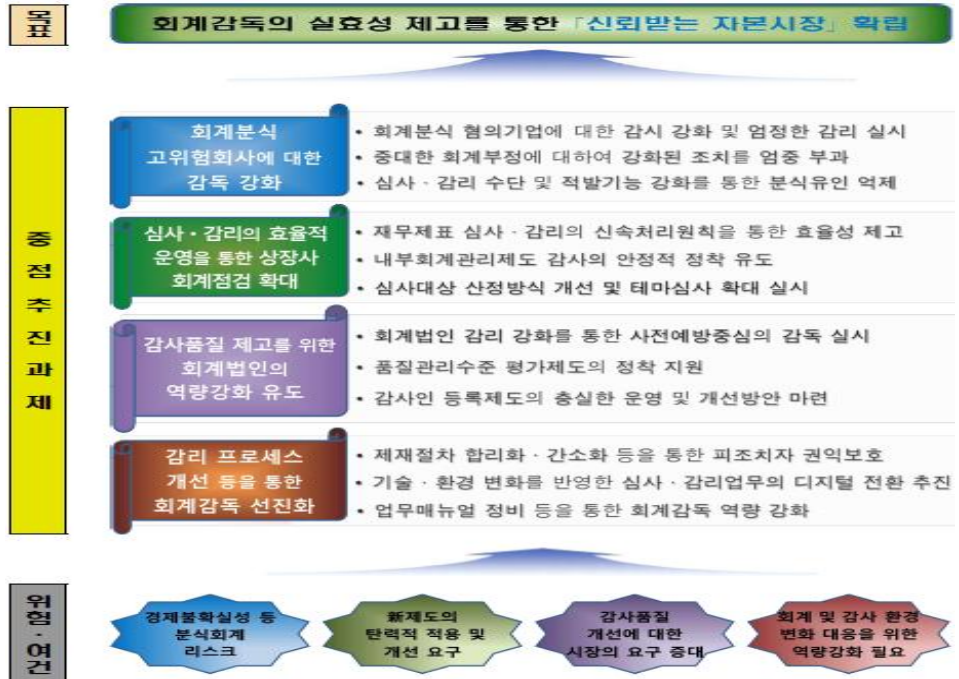 목표
회계감독의 실효성 제고를 통한 「신뢰받는 자본시장」 확립
중점추진과제
회계분식
고위험회사에 대한
감독 강화
• 회계분식 혐의기업에 대한 감시 강화 및 엄정한 감리 실시
• 중대한 회계부정에 대하여 강화된 조치를 엄중 부과
• 심사 · 감리 수단 및 적발기능 강화를 통한 분식유인 억제
심사 · 감리의 효율적
운영을 통한 상장사
회계점검 확대
• 재무제표 심사 · 감리의 신속처리원칙을 통한 효율성 제고
• 내부회계관리제도 감사의 안정적 정착 유도
• 심사대상 산정방식 개선 및 테마심사 확대 실시
감사품질 제고를 위한
회계법인의
역량강화 유도
• 회계법인 감리 강화를 통한 사전예방중심의 감독 실시
• 품질관리수준 평가제도의 정착 지원
• 감사인 등록제도의 충실한 운영 및 개선방안 마련
감리 프로세스
개선 등을 통한
회계감독 선진화
• 제재절차 합리화 · 간소화 등을 통한 피조치자 권익보호
• 기술 · 환경 변화를 반영한 심사 · 감리업무의 디지털 전환 추진
• 업무매뉴얼 정비 등을 통한 회계감독 역량 강화
위험·여건
경제불확실성 등
분식회계
리스크
新제도의
탄력적 적용 및
개선 요구
감사품질
개선에 대한
시장의 요구 증대
회계 및 감사 환경
변화 대응을 위한
역량강화 필요